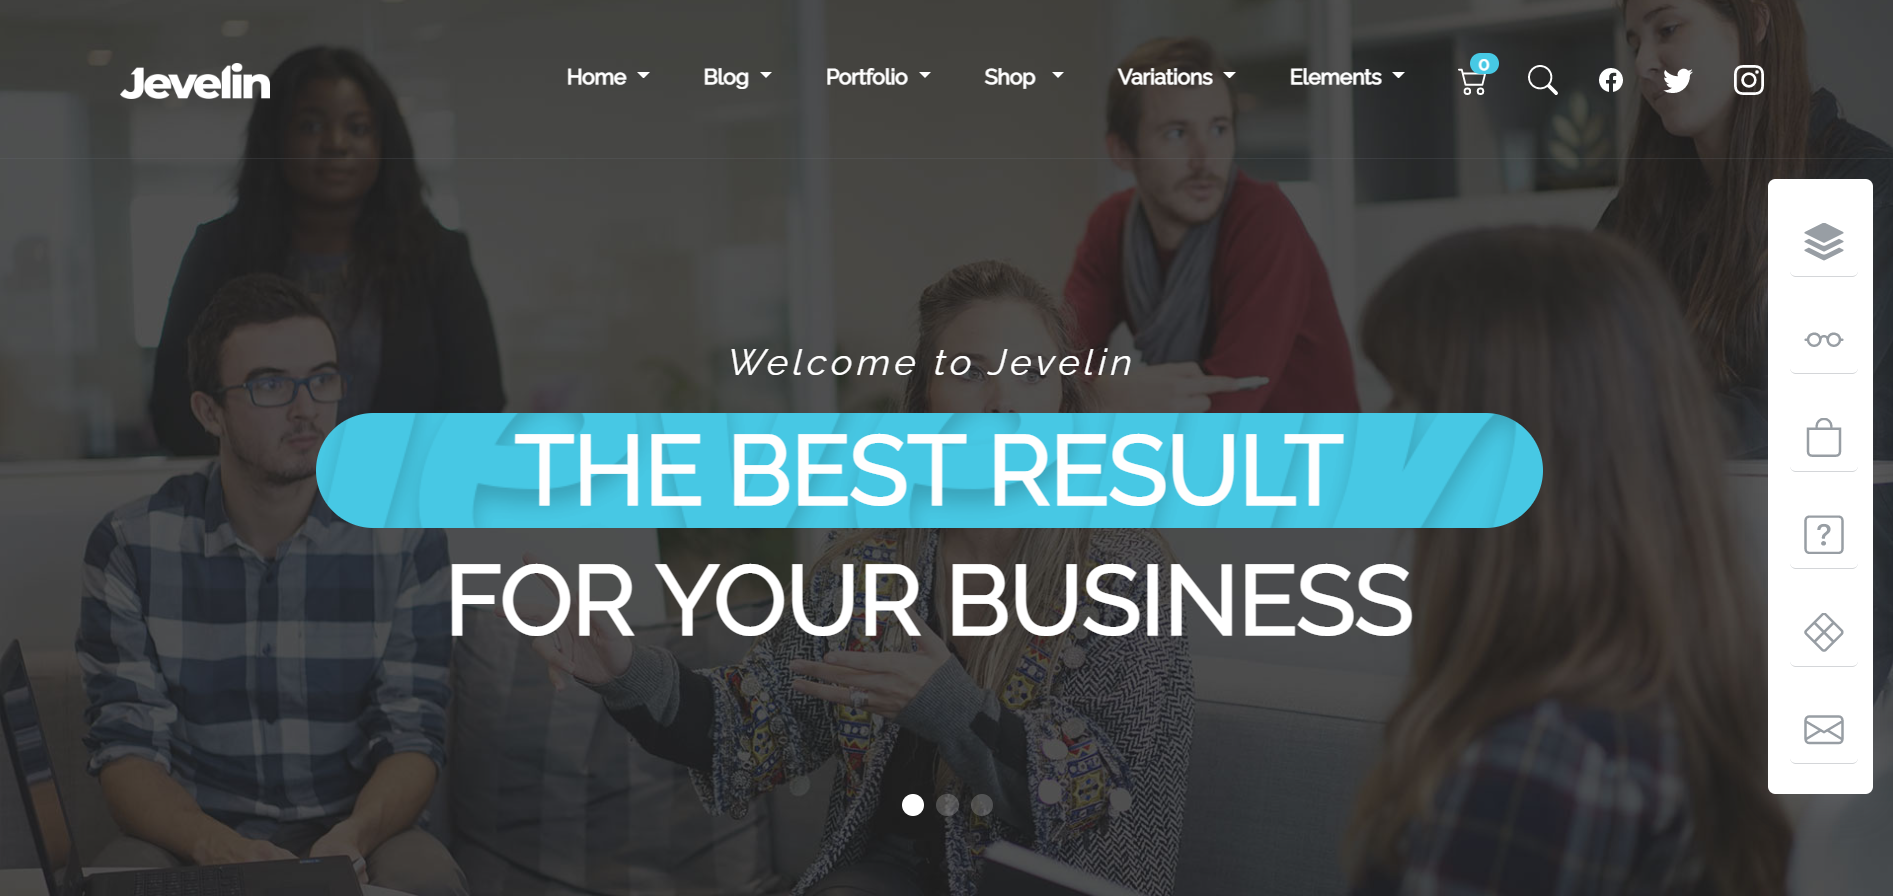 Jevelin
Home Blog Portfolio Shop Variations Elements 0
Welcome to Jevelin
THE BEST RESULT
FOR YOUR BUSINESS